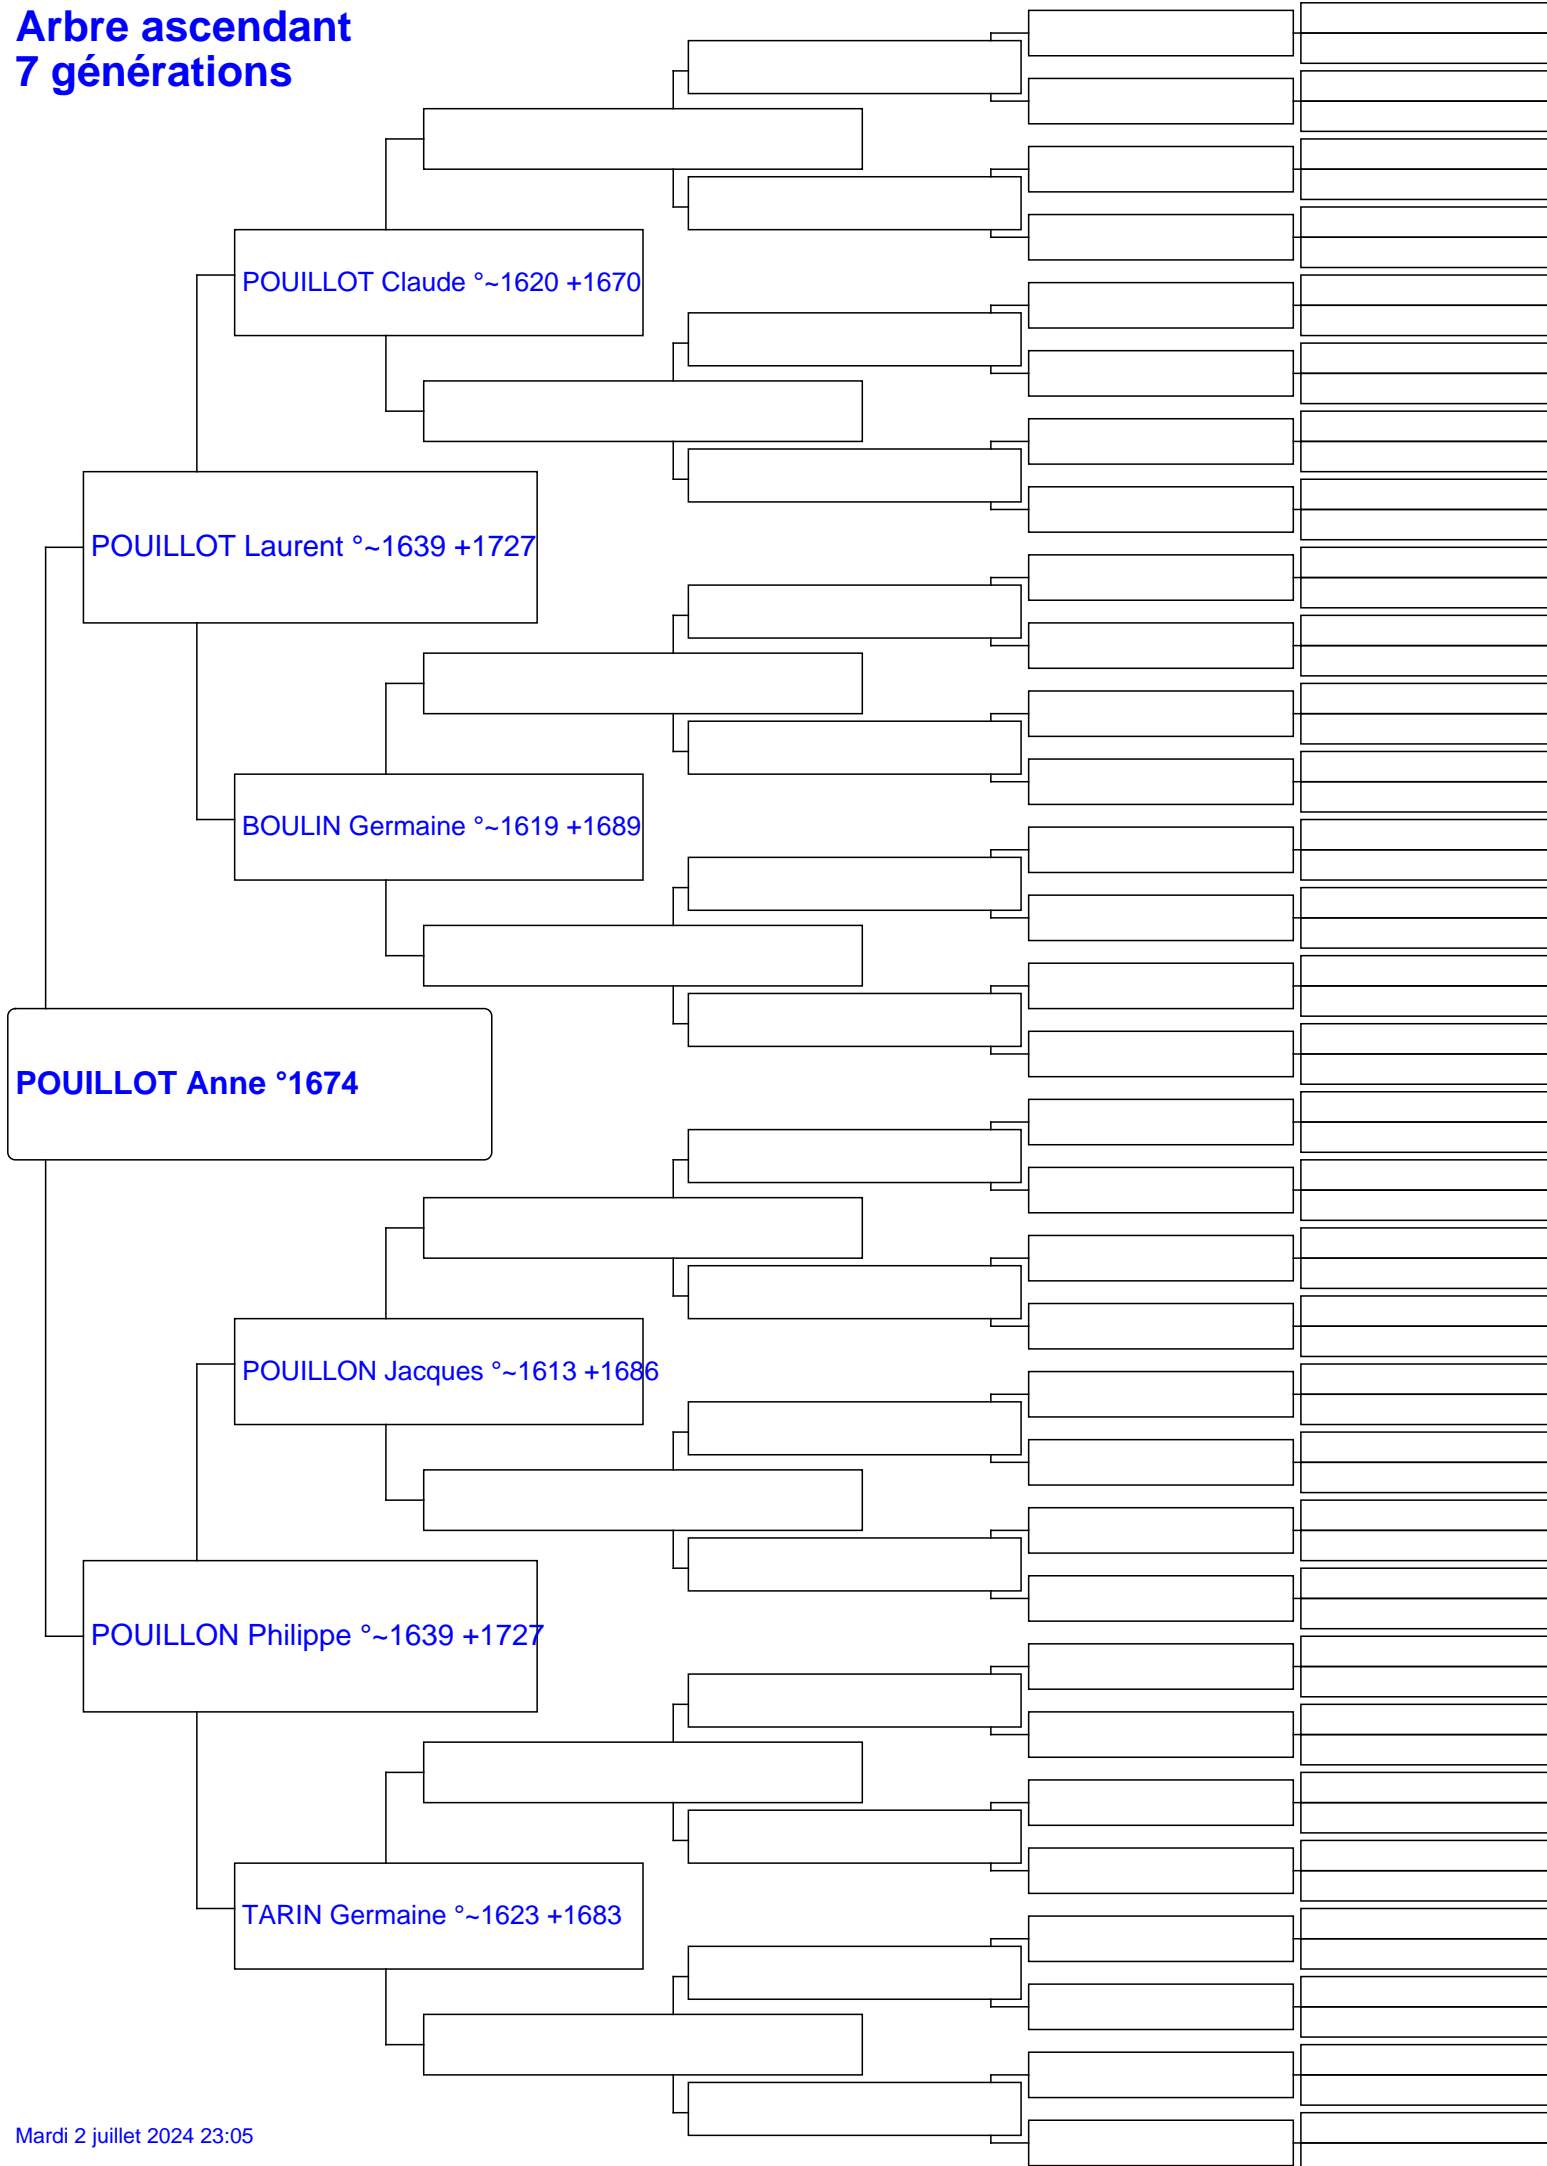 Arbre ascendant
7 générations
POUILLOT Claude °~1620 +1670
POUILLOT Laurent °~1639 +1727
BOULIN Germaine °~1619 +1689
POUILLOT Anne °1674
POUILLON Jacques °~1613 +1686
POUILLON Philippe °~1639 +1727
TARIN Germaine °~1623 +1683
Mardi 2 juillet 2024 23:05